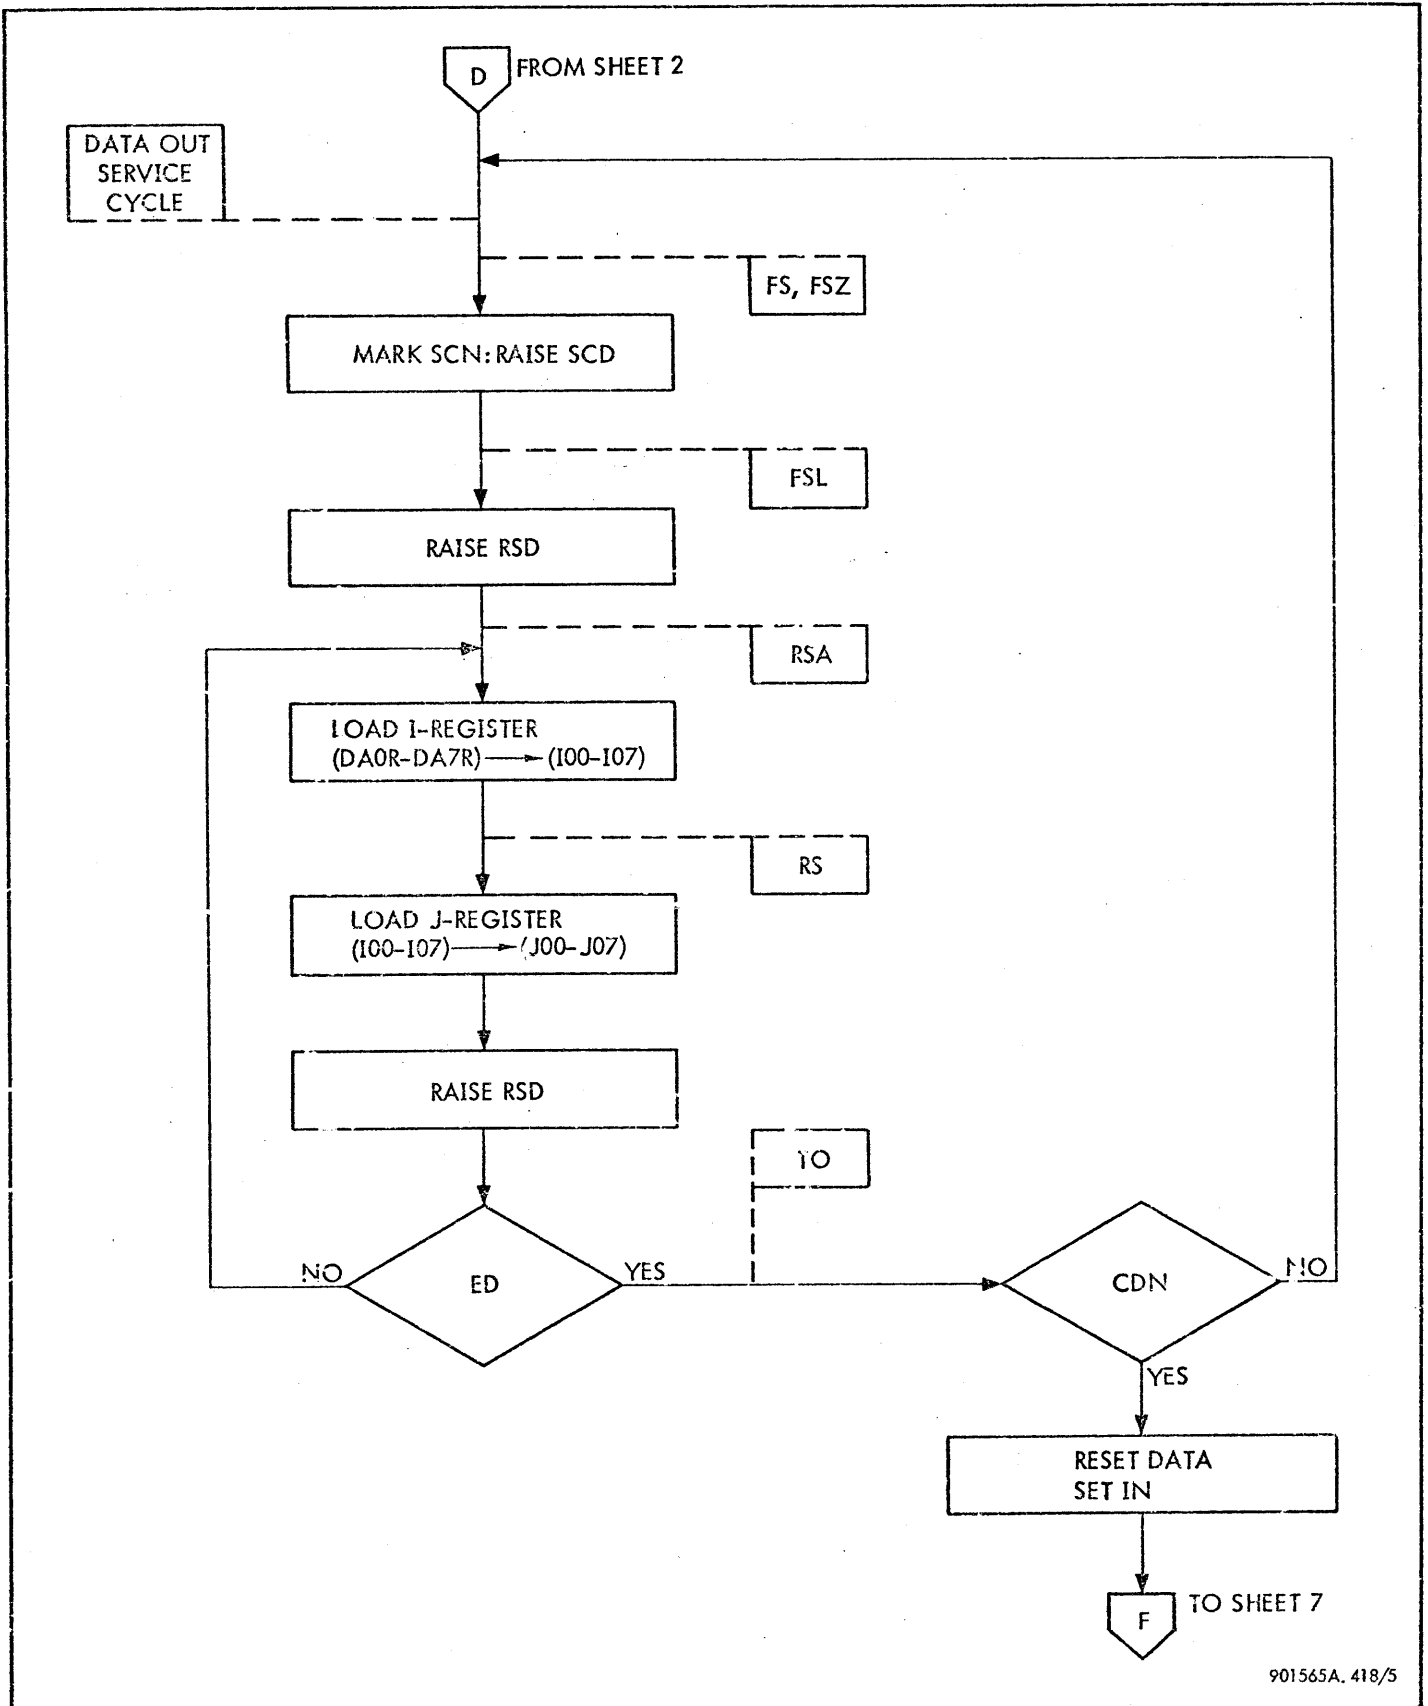 D FROM SHEET 2
DATA OUT
SERVICE
CYCLE
FS, FSZ
MARK SCN: RAISE SCD
FSL
RAISE RSD
RSA
LOAD I-REGISTER
(DA0R-DA7R) → (I00-I07)
RS
LOAD J-REGISTER
(I00-I07) → (J00-J07)
RAISE RSD
TO
NO ED YES
CDN NO
YES
RESET DATA
SET IN
F TO SHEET 7
901565A. 418/5